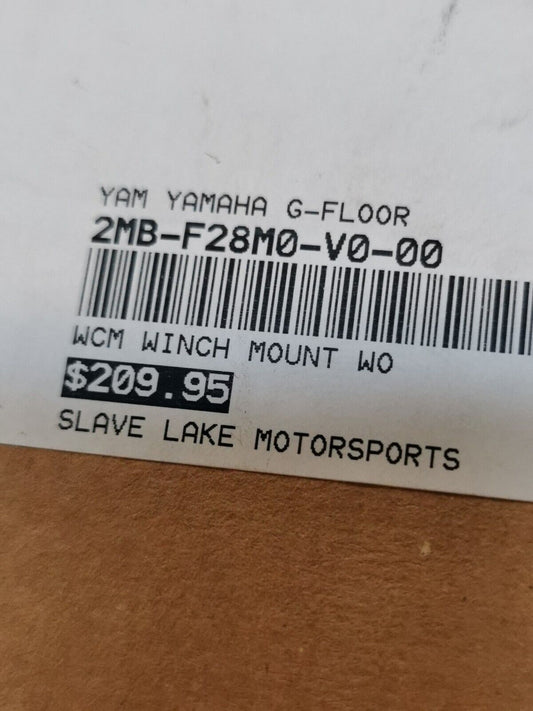 YAM YAMAHA G-FLOOR
2MB-F28M0-V0-00
WCM WINCH MOUNT WO
$209.95
SLAVE LAKE MOTORSPORTS